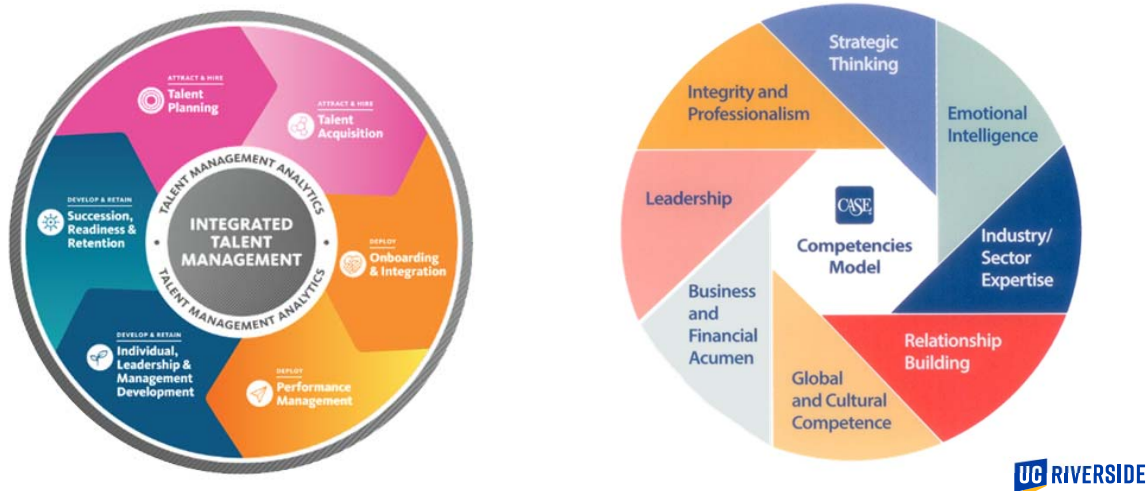 ATTRACT & HIRE
Talent
Planning
ATTRACT & HIRE
Talent
Acquisition
DEPLOY
Onboarding
& Integration
DEPLOY
Performance
Management
DEVELOP & RETAIN
Individual,
Leadership &
Management
Development
DEVELOP & RETAIN
Succession,
Readiness &
Retention
TALENT MANAGEMENT ANALYTICS
INTEGRATED
TALENT
MANAGEMENT
TALENT MANAGEMENT ANALYTICS
Strategic
Thinking
Emotional
Intelligence
Industry/
Sector
Expertise
Relationship
Building
Global
and Cultural
Competence
Business
and
Financial
Acumen
Leadership
Integrity and
Professionalism
CASE
Competencies
Model
UC RIVERSIDE